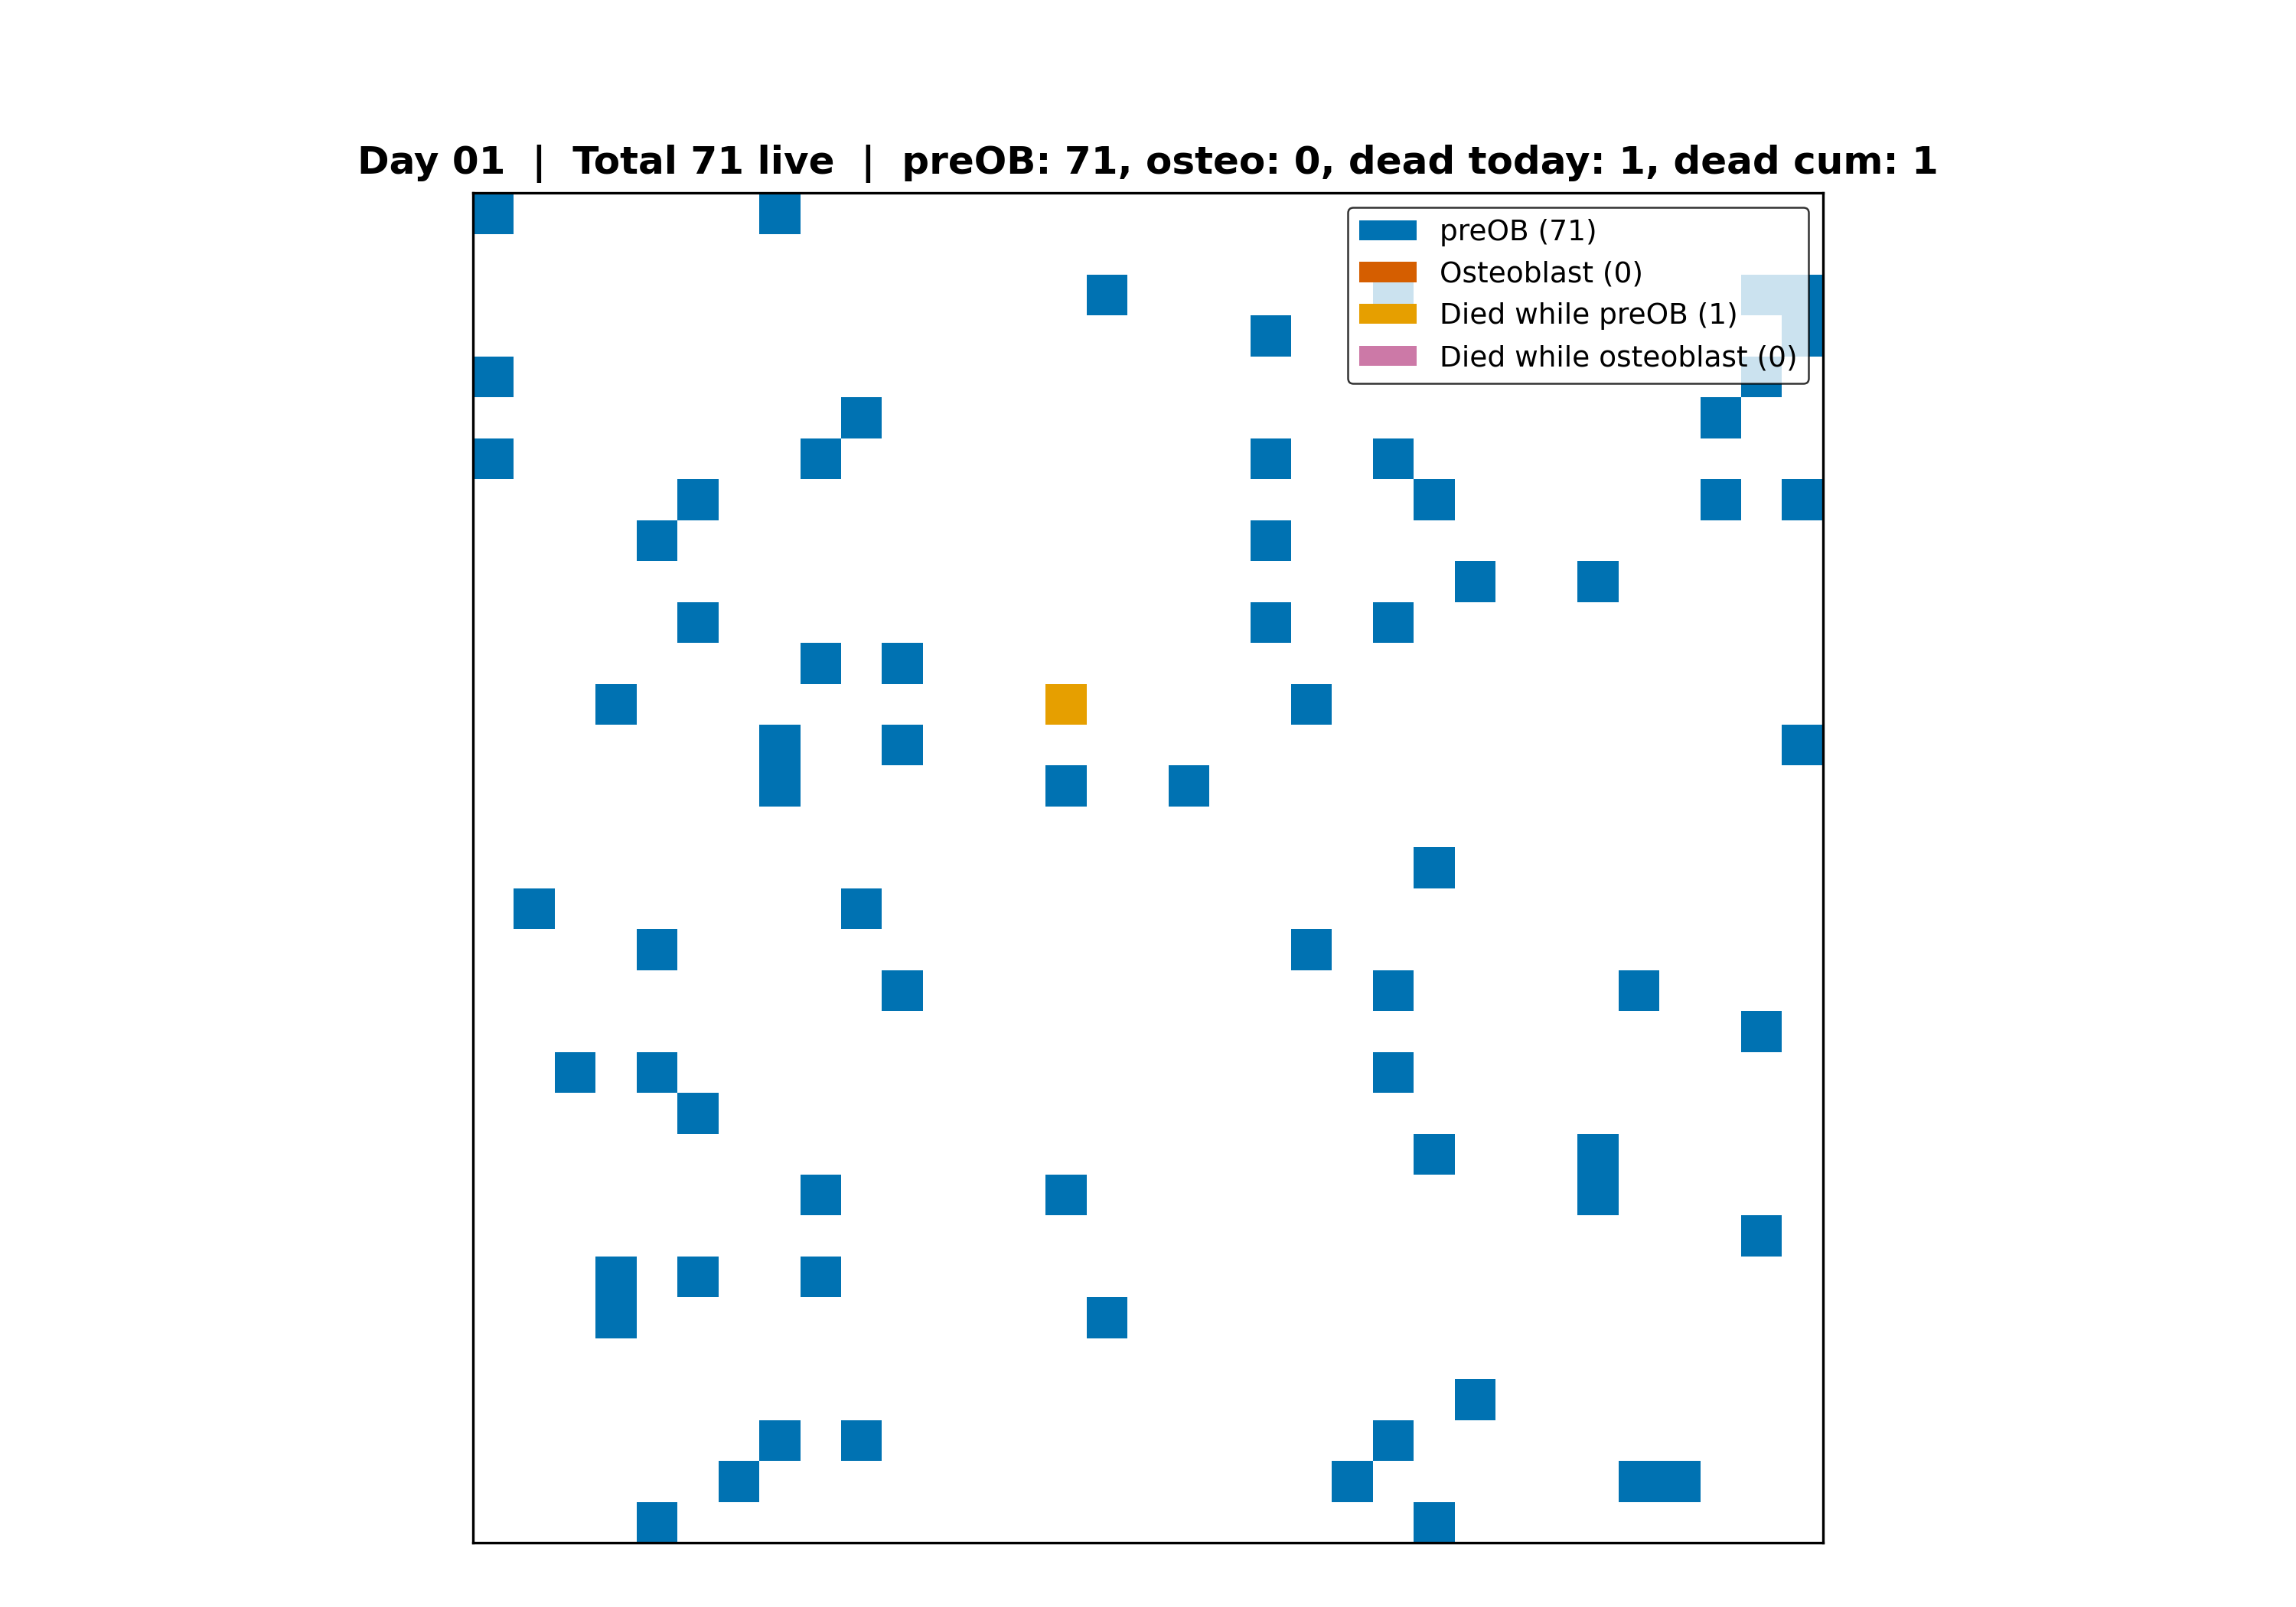 Day 01 | Total 71 live | preOB: 71, osteo: 0, dead today: 1, dead cum: 1
preOB (71)
Osteoblast (0)
Died while preOB (1)
Died while osteoblast (0)